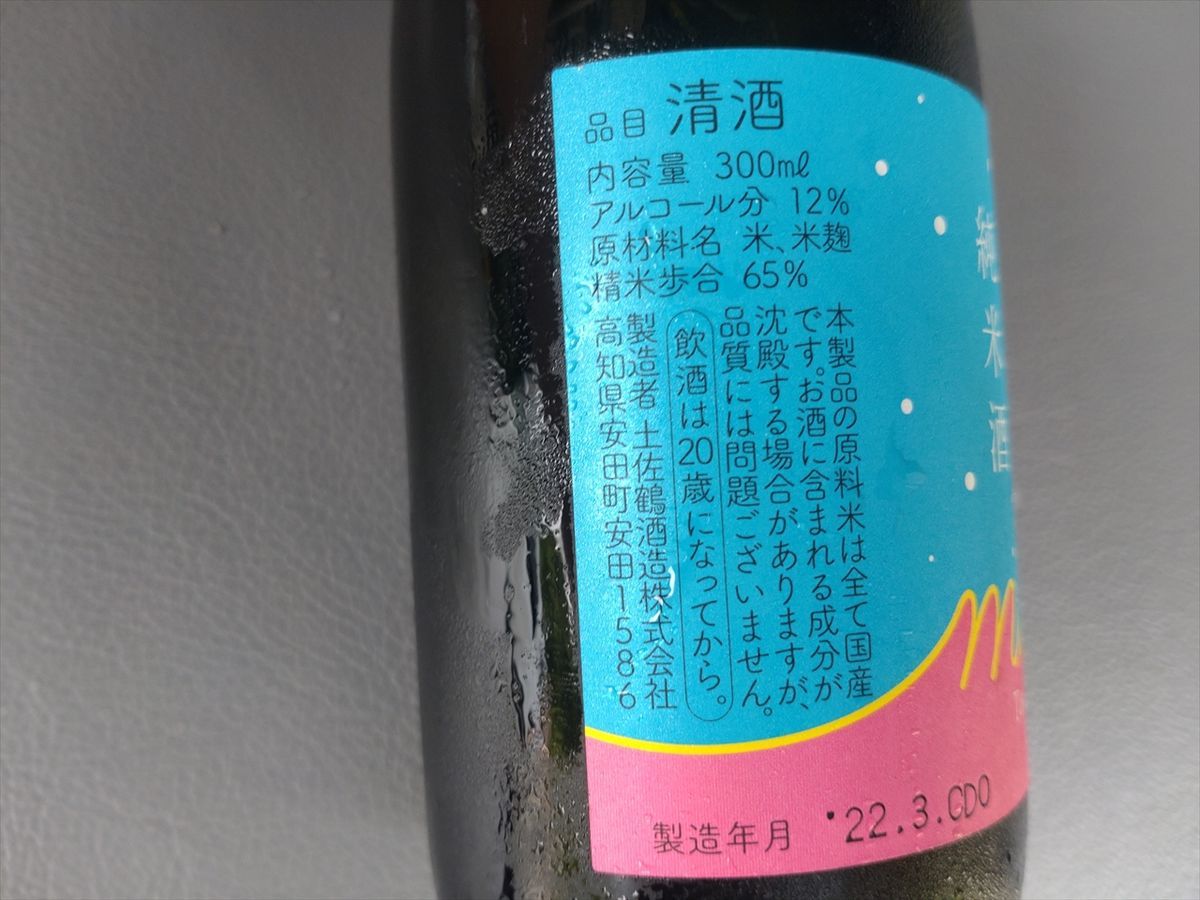 品目 清酒
内容量 300ml
アルコール分 12%
原材料名 米、米麹
精米歩合 65%
本製品の原料米は全て国産
です。お酒に含まれる成分が
沈殿する場合がありますが、
品質には問題ございません。
飲酒は20歳になってから。
製造者 土佐鶴酒造株式会社
高知県安田町安田1586
製造年月 '22.3.CDO
純米酒